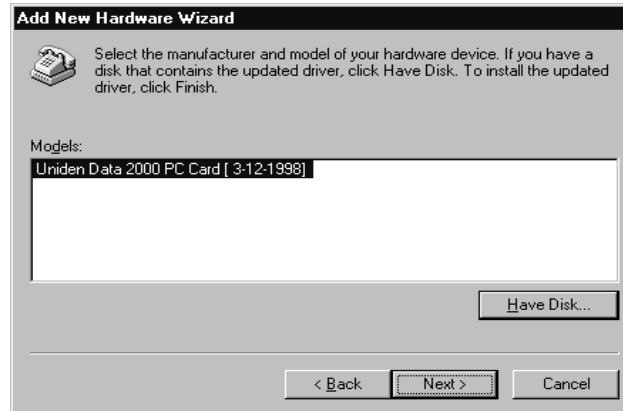 Add New Hardware Wizard
Select the manufacturer and model of your hardware device. If you have a
disk that contains the updated driver, click Have Disk. To install the updated
driver, click Finish.
Models:
Uniden Data 2000 PC Card [ 3-12-1998]
Have Disk...
< Back
Next >
Cancel